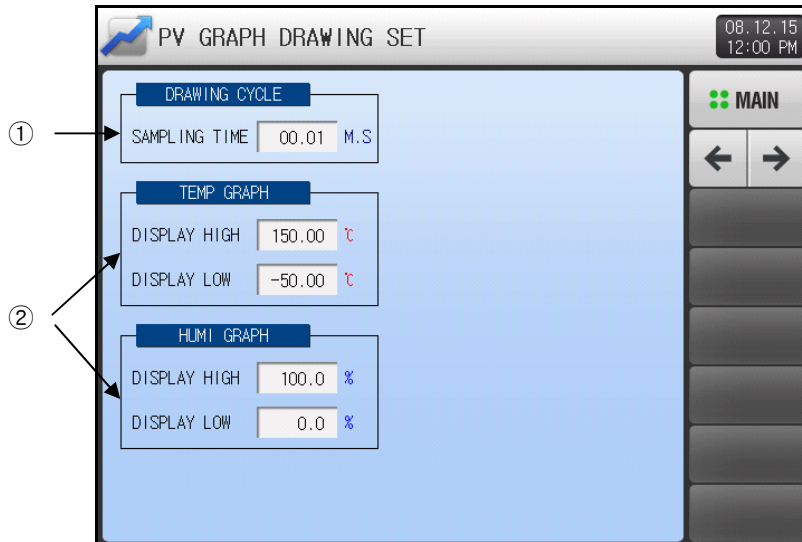 PV GRAPH DRAWING SET
08.12.15
12:00 PM
DRAWING CYCLE
① SAMPLING TIME 00.01 M.S
TEMP GRAPH
DISPLAY HIGH 150.00 ℃
DISPLAY LOW -50.00 ℃
②
HUMI GRAPH
DISPLAY HIGH 100.0 %
DISPLAY LOW 0.0 %
MAIN